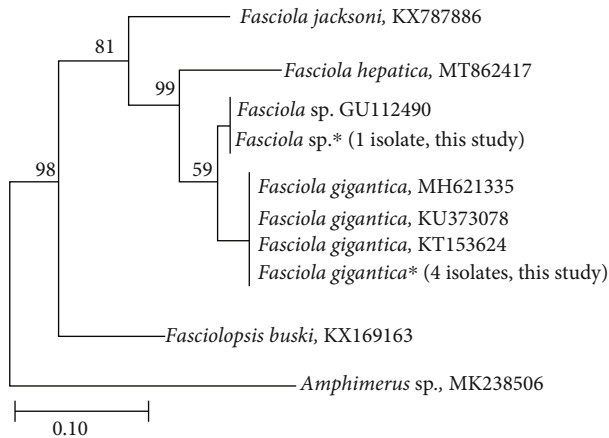 Fasciola jacksoni, KX787886
81
Fasciola hepatica, MT862417
99
Fasciola sp. GU112490
Fasciola sp.* (1 isolate, this study)
98
59
Fasciola gigantica, MH621335
Fasciola gigantica, KU373078
Fasciola gigantica, KT153624
Fasciola gigantica* (4 isolates, this study)
Fasciolopsis buski, KX169163
Amphimerus sp., MK238506
0.10